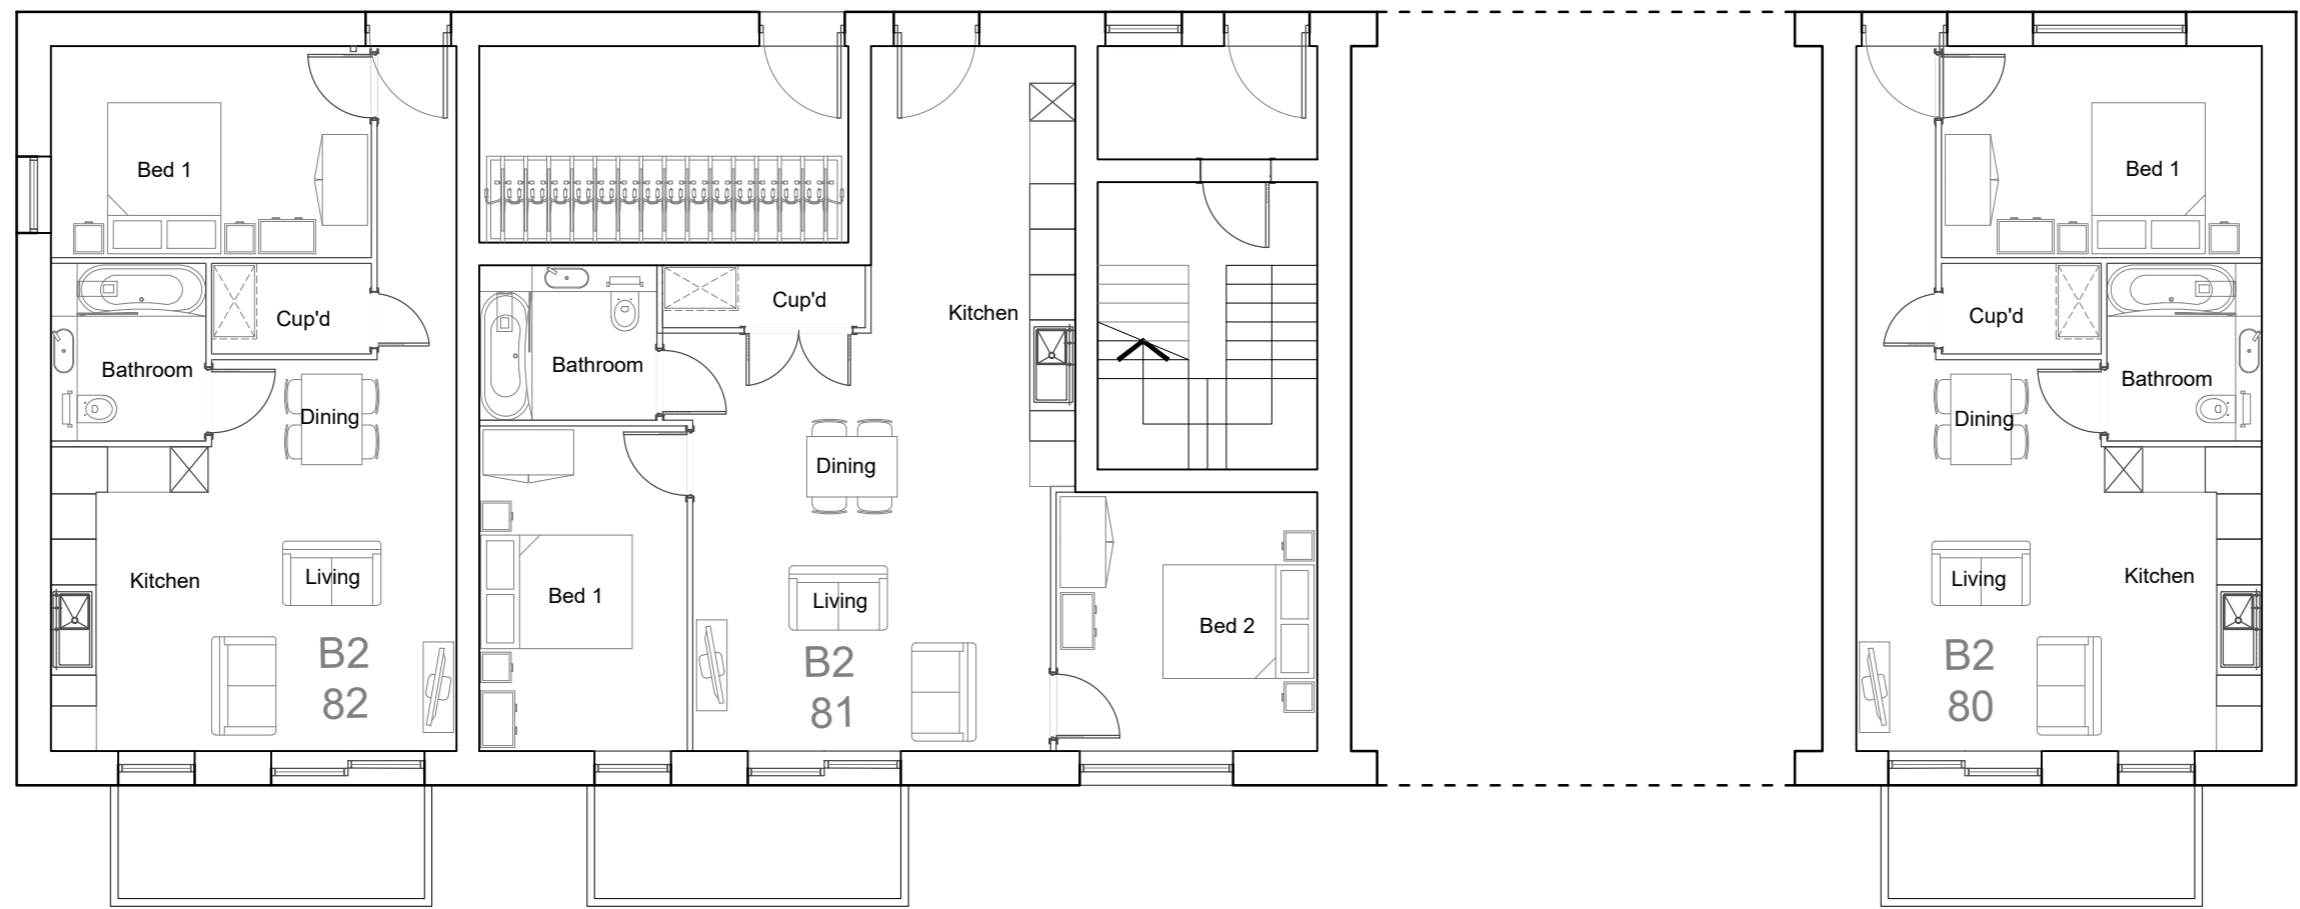 Bed 1
Cup'd
Bathroom
Dining
Kitchen
Living
B2
82
Cup'd
Kitchen
Bathroom
Dining
Bed 1
Living
Bed 2
B2
81
Bed 1
Cup'd
Bathroom
Dining
Living
Kitchen
B2
80